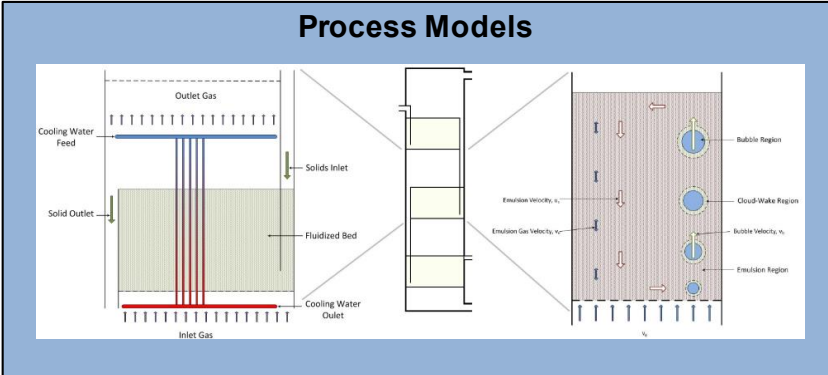 Process Models
Outlet Gas
Cooling Water
Feed
Solids Inlet
Solid Outlet
Fluidized Bed
Cooling Water
Oulet
Inlet Gas
Bubble Region
Emulsion Velocity,
Cloud-Wake Region
Emulsion Gas Velocity,
Bubble Velocity,
Emulsion Region